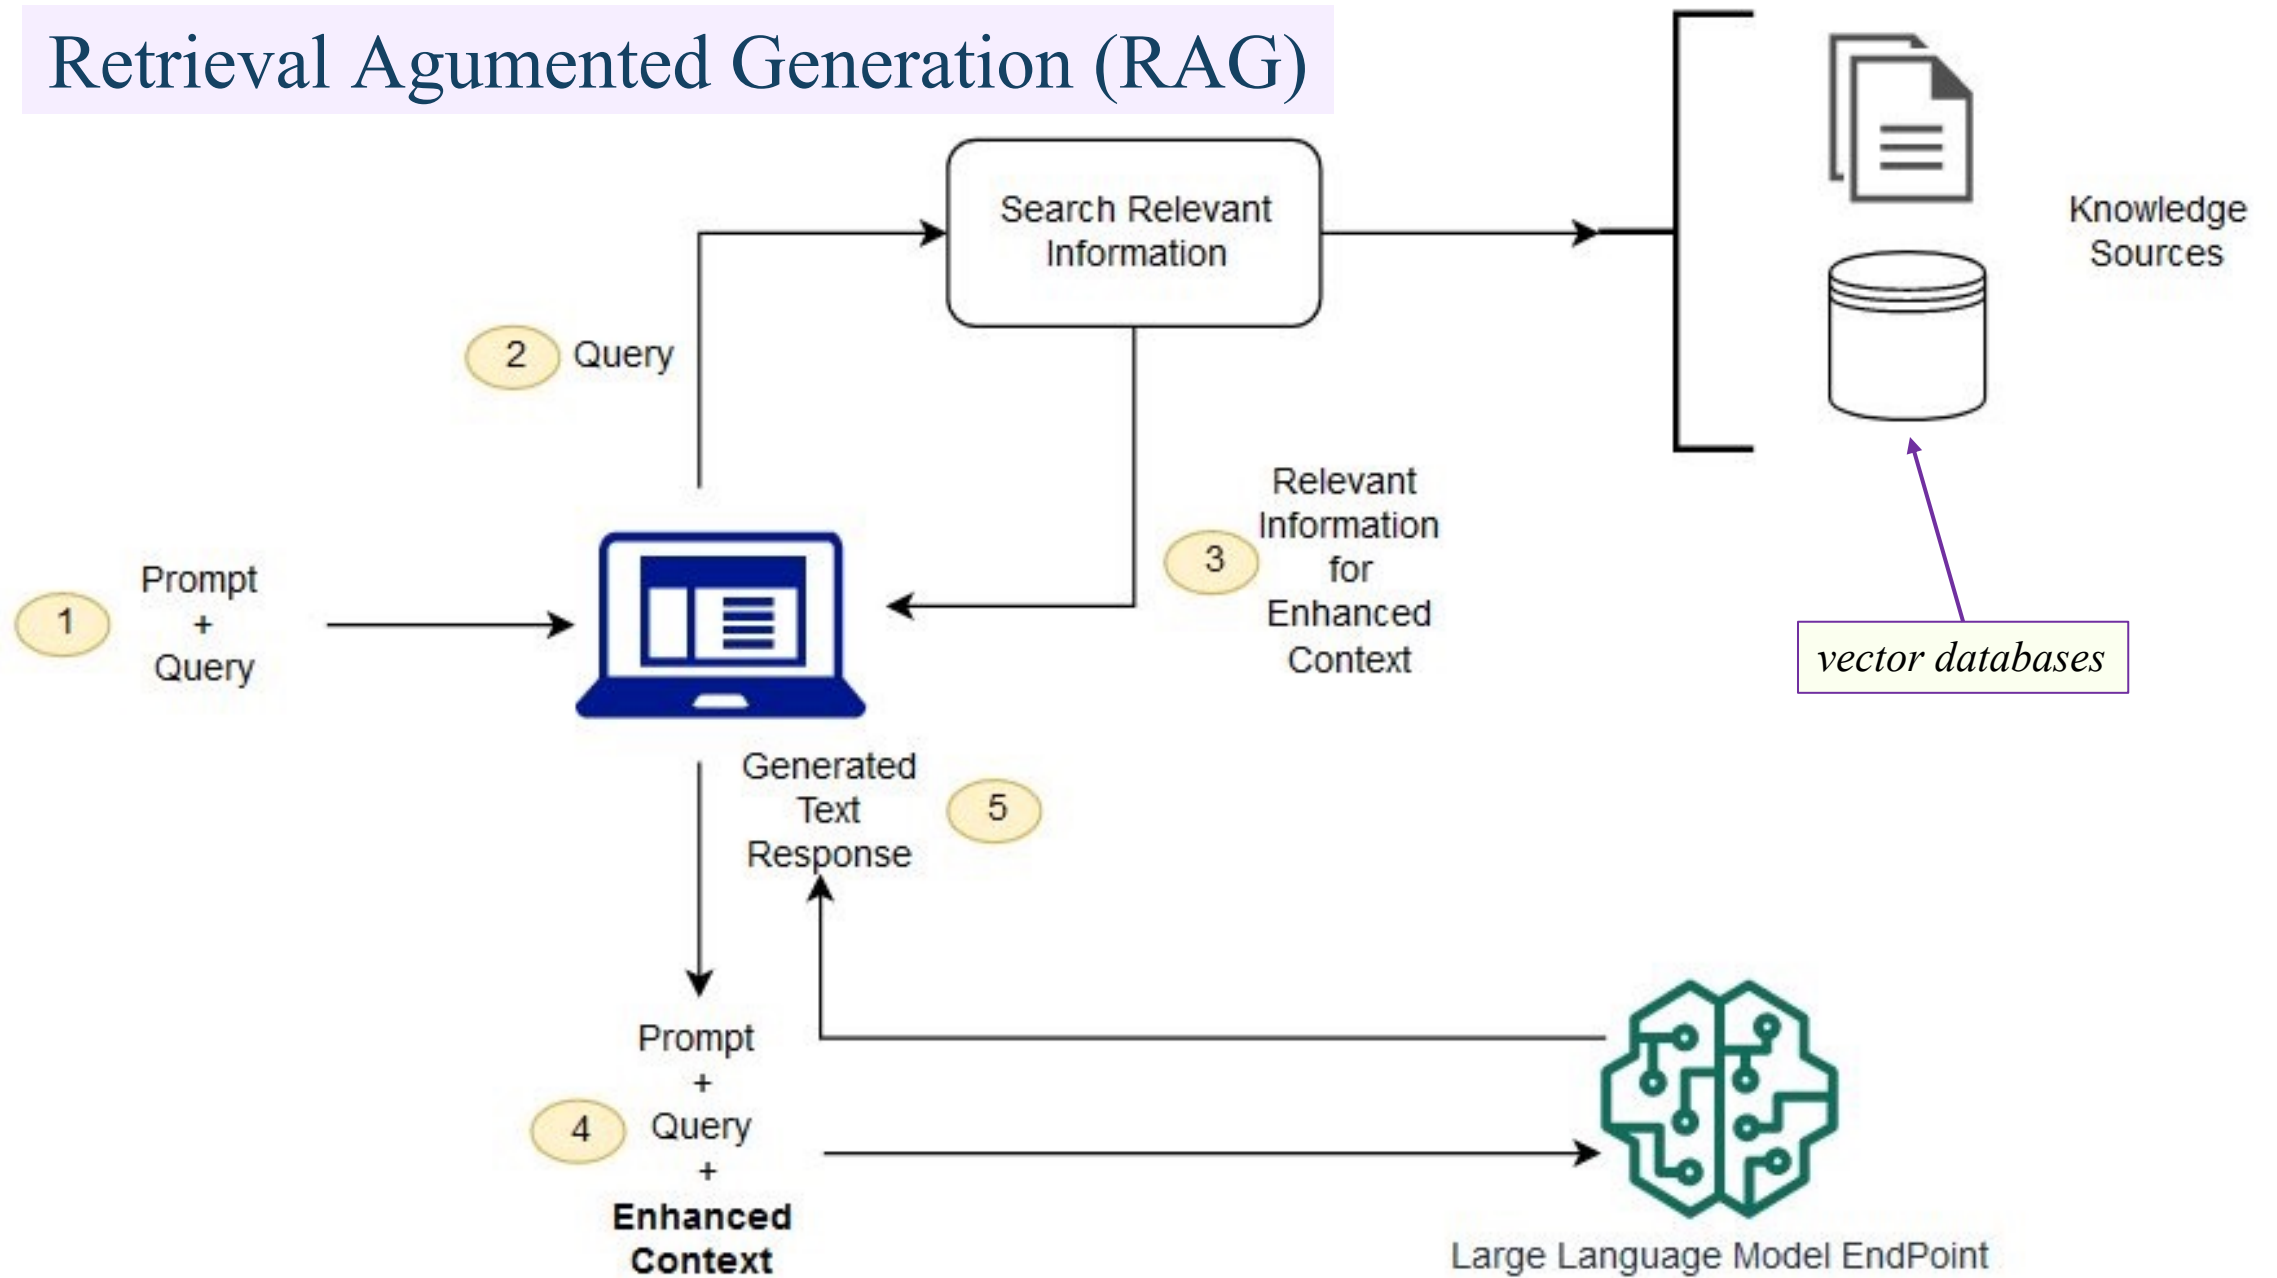 Retrieval Agumented Generation (RAG)
Search Relevant
Information
Knowledge
Sources
2
Query
Relevant
Information
for
Enhanced
Context
3
1
Prompt
+
Query
vector databases
Generated
Text
Response
5
Prompt
+
4
Query
+
Enhanced
Context
Large Language Model EndPoint